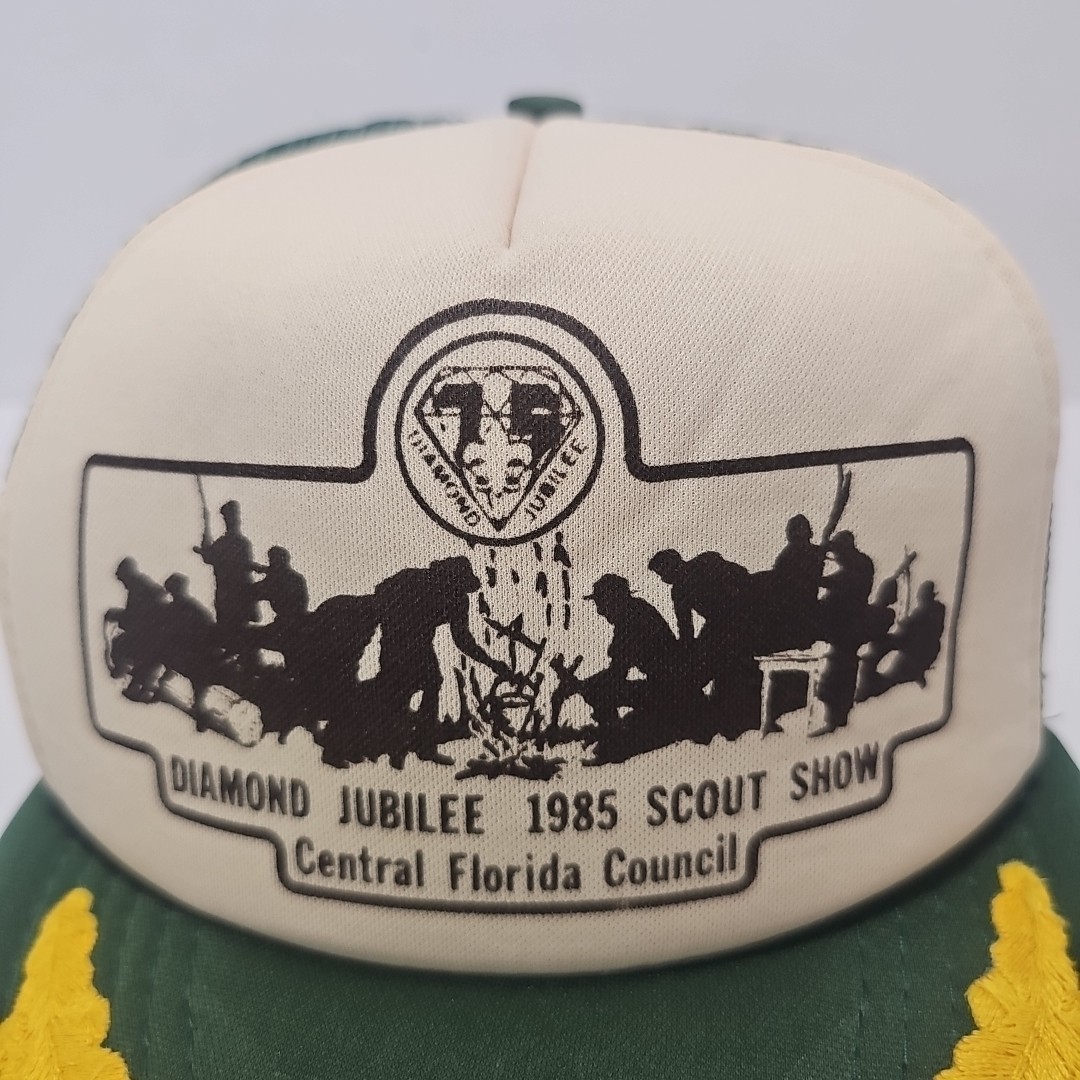 75
DIAMOND JUBILEE
DIAMOND JUBILEE 1985 SCOUT SHOW
Central Florida Council